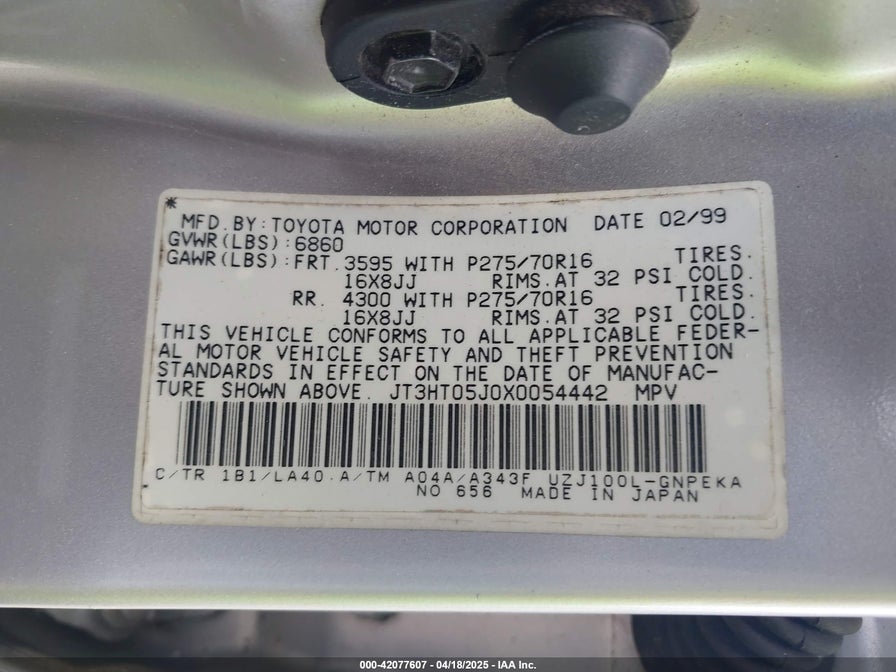 *
MFD.BY:TOYOTA MOTOR CORPORATION DATE 02/99
GVWR(LBS):6860
GAWR(LBS):FRT.3595 WITH P275/70R16 TIRES.
16X8JJ RIMS.AT 32 PSI COLD.
RR. 4300 WITH P275/70R16 TIRES.
16X8JJ RIMS.AT 32 PSI COLD.
THIS VEHICLE CONFORMS TO ALL APPLICABLE FEDER-
AL MOTOR VEHICLE SAFETY AND THEFT PREVENTION
STANDARDS IN EFFECT ON THE DATE OF MANUFAC-
TURE SHOWN ABOVE. JT3HT05J0X0054442 MPV
C/TR 1B1/LA40.A/TM A04A/A343F UZJ100L-GNPEKA
NO 656 MADE IN JAPAN
000-42077607 - 04/18/2025 - IAA Inc.